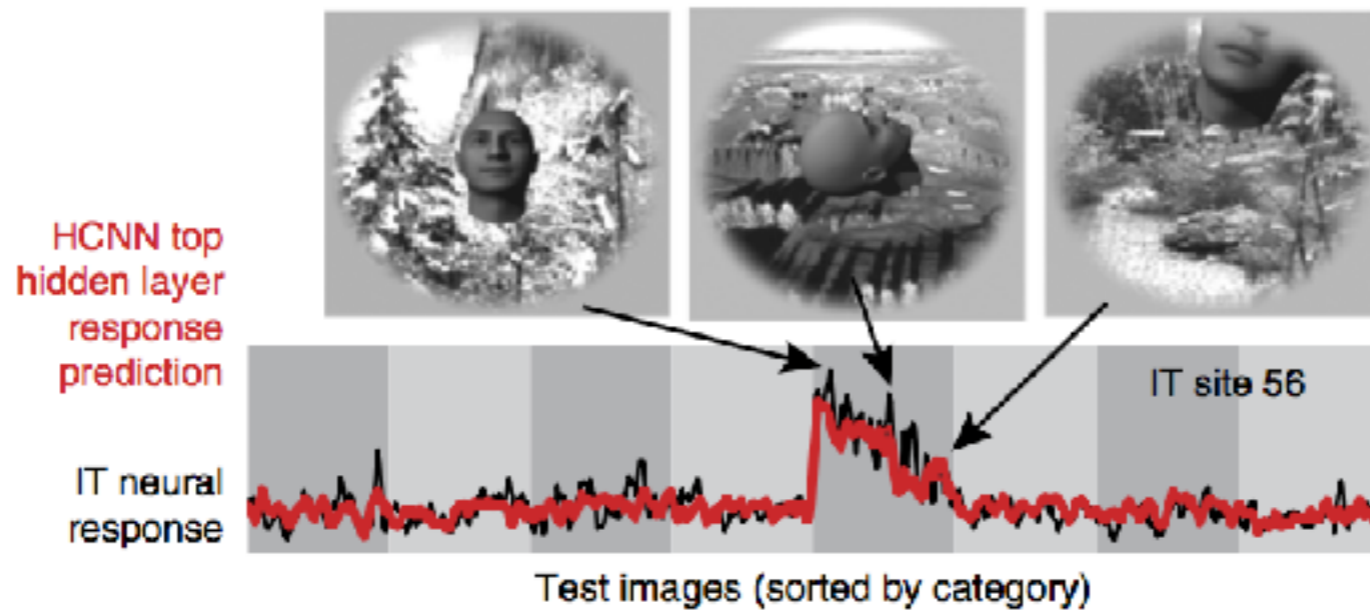 HCNN top
hidden layer
response
prediction
IT site 56
IT neural
response
Test images (sorted by category)